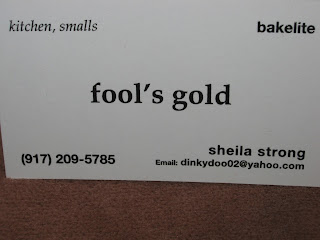 kitchen, smalls
bakelite
fool's gold
sheila strong
(917) 209-5785
Email: dinkydoo02@yahoo.com